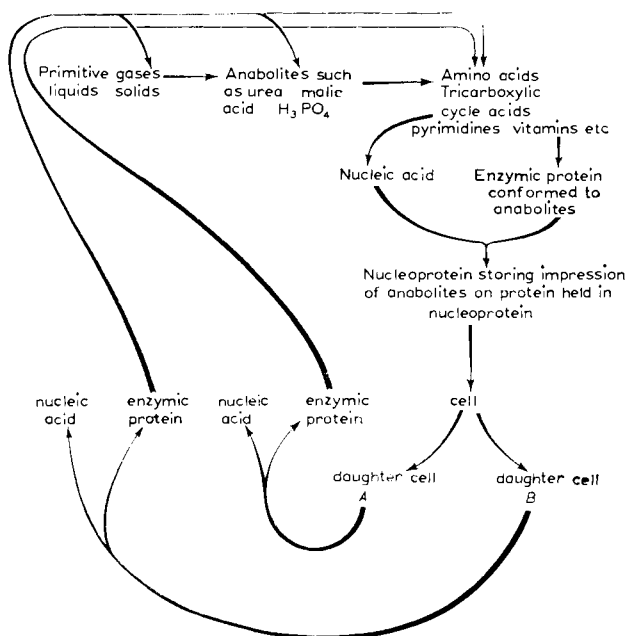 Primitive gases
liquids solids
Anabolites such
as urea malic
acid H₃PO₄
Amino acids
Tricarboxylic
cycle acids
pyrimidines vitamins etc
Nucleic acid
Enzymic protein
conformed to
anabolites
Nucleoprotein storing impression
of anabolites on protein held in
nucleoprotein
nucleic
acid
enzymic
protein
nucleic
acid
enzymic
protein
cell
daughter cell
A
daughter cell
B